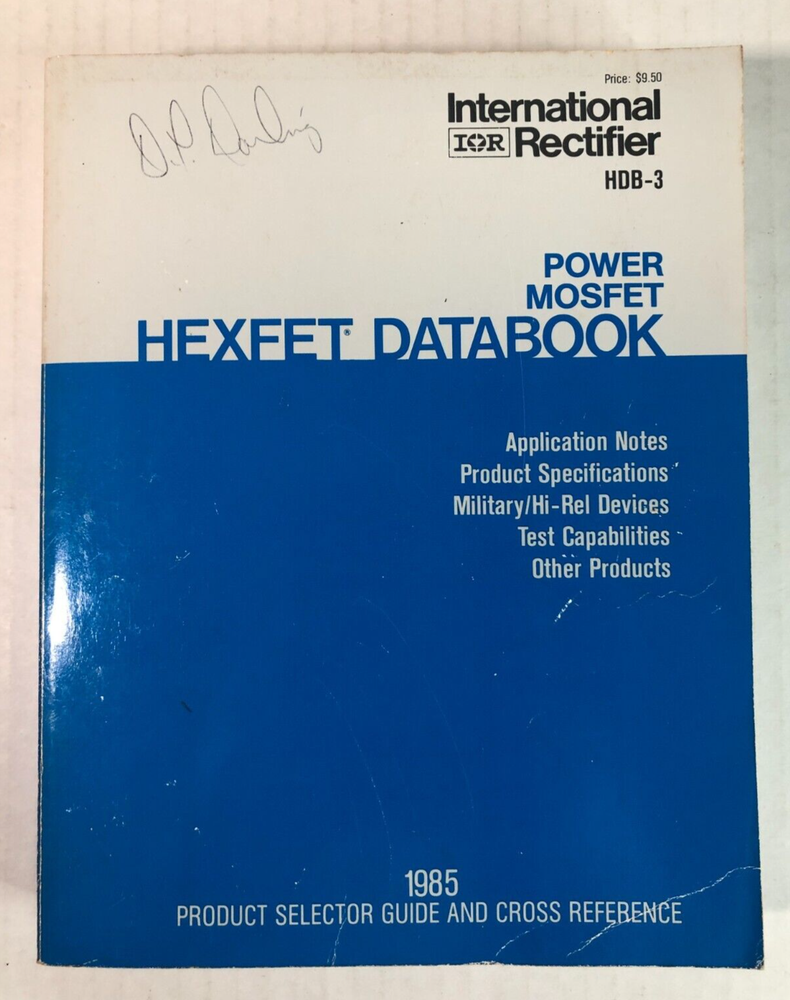 Price: $9.50
International
IOR Rectifier
HDB-3
D.P. Darling
POWER
MOSFET
HEXFET® DATABOOK
Application Notes
Product Specifications
Military/Hi-Rel Devices
Test Capabilities
Other Products
1985
PRODUCT SELECTOR GUIDE AND CROSS REFERENCE